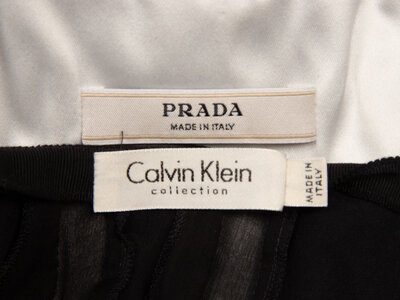 PRADA
MADE IN ITALY
Calvin Klein
collection
MADE IN
ITALY